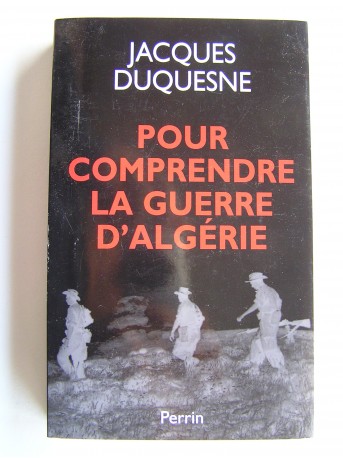 JACQUES
DUQUESNE
POUR
COMPRENDRE
LA GUERRE
D'ALGÉRIE
Perrin